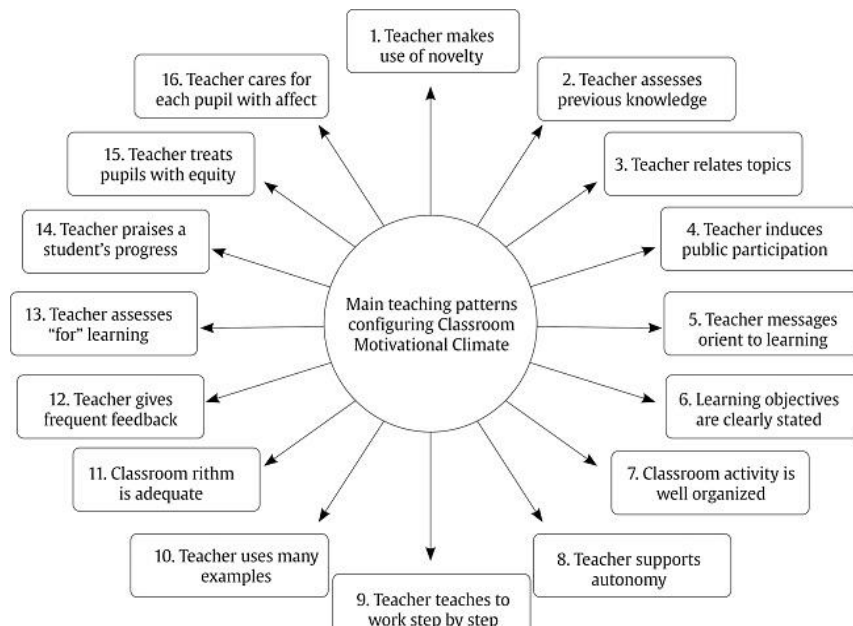 1. Teacher makes
use of novelty
2. Teacher assesses
previous knowledge
3. Teacher relates topics
4. Teacher induces
public participation
5. Teacher messages
orient to learning
6. Learning objectives
are clearly stated
7. Classroom activity is
well organized
8. Teacher supports
autonomy
9. Teacher teaches to
work step by step
10. Teacher uses many
examples
11. Classroom rithm
is adequate
12. Teacher gives
frequent feedback
13. Teacher assesses
“for” learning
14. Teacher praises a
student’s progress
15. Teacher treats
pupils with equity
16. Teacher cares for
each pupil with affect
Main teaching patterns
configuring Classroom
Motivational Climate